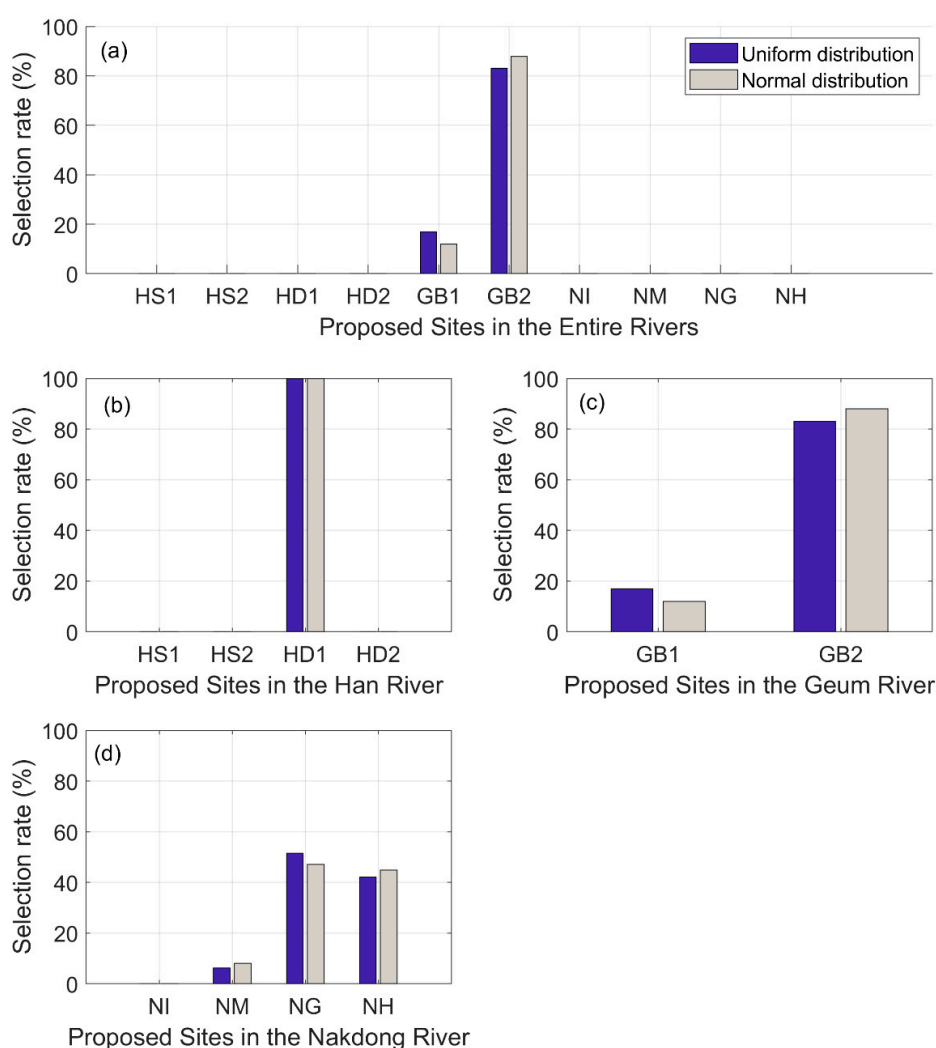 (a)
Uniform distribution
Normal distribution
Selection rate (%)
100
80
60
40
20
0
HS1 HS2 HD1 HD2 GB1 GB2 NI NM NG NH
Proposed Sites in the Entire Rivers
(b)
Selection rate (%)
100
80
60
40
20
0
HS1 HS2 HD1 HD2
Proposed Sites in the Han River
(c)
Selection rate (%)
100
80
60
40
20
0
GB1 GB2
Proposed Sites in the Geum River
(d)
Selection rate (%)
100
80
60
40
20
0
NI NM NG NH
Proposed Sites in the Nakdong River